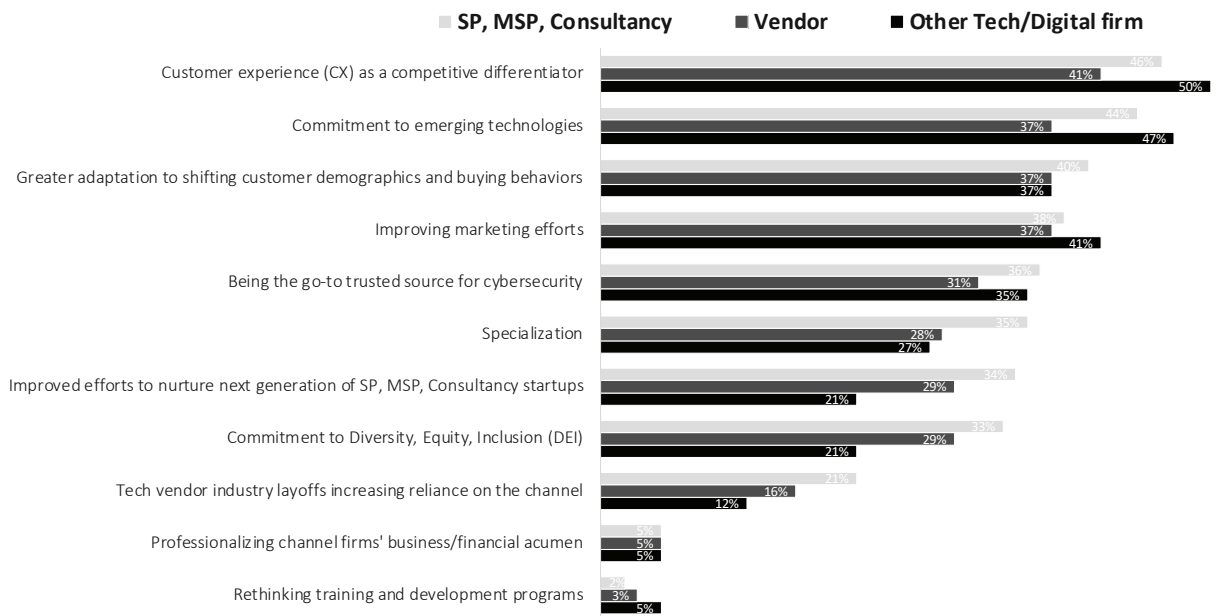 SP, MSP, Consultancy Vendor Other Tech/Digital firm
Customer experience (CX) as a competitive differentiator
46%
41%
50%
Commitment to emerging technologies
44%
37%
47%
Greater adaptation to shifting customer demographics and buying behaviors
40%
37%
37%
Improving marketing efforts
38%
37%
41%
Being the go-to trusted source for cybersecurity
36%
31%
35%
Specialization
35%
28%
27%
Improved efforts to nurture next generation of SP, MSP, Consultancy startups
34%
29%
21%
Commitment to Diversity, Equity, Inclusion (DEI)
33%
29%
21%
Tech vendor industry layoffs increasing reliance on the channel
21%
16%
12%
Professionalizing channel firms' business/financial acumen
5%
5%
5%
Rethinking training and development programs
2%
3%
5%